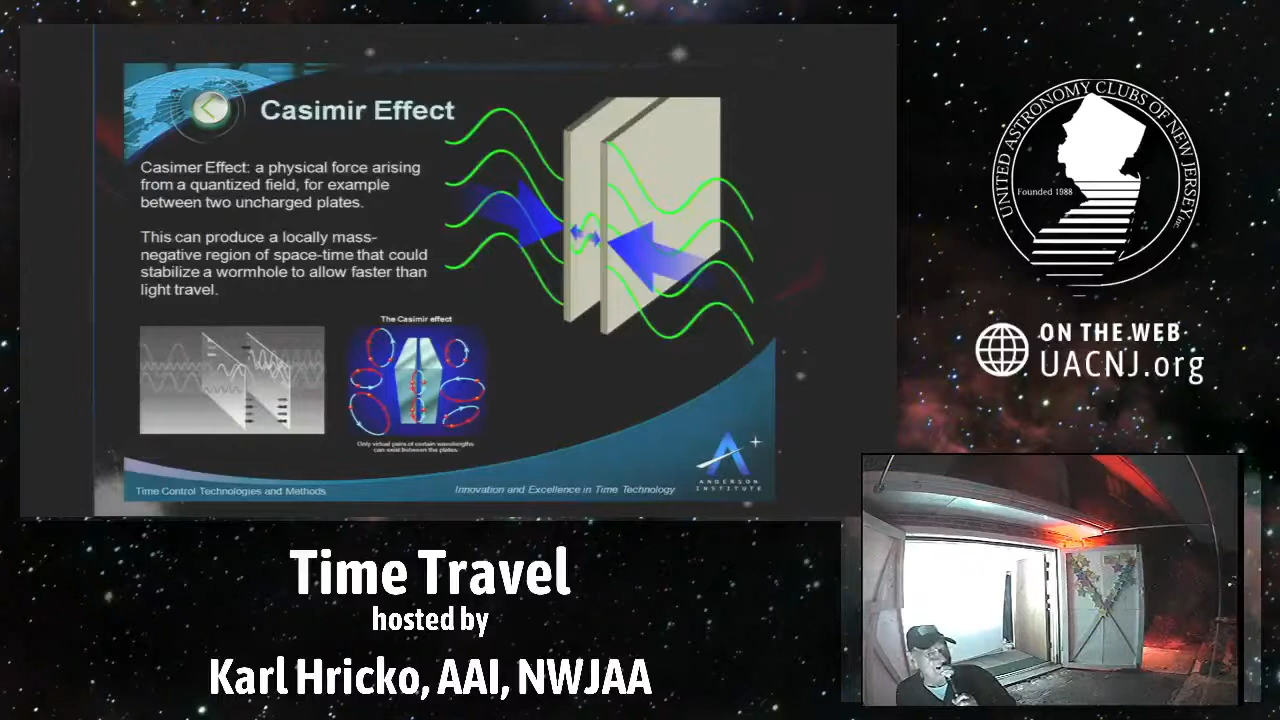 Casimir Effect
Casimer Effect: a physical force arising
from a quantized field, for example
between two uncharged plates.
This can produce a locally mass-
negative region of space-time that could
stabilize a wormhole to allow faster than
light travel.
The Casimir effect
Only virtual pairs of certain wavelengths
can exist between the plates.
Time Control Technologies and Methods
Innovation and Excellence in Time Technology
ANDERSON
INSTITUTE
UNITED ASTRONOMY CLUBS OF NEW JERSEY Inc.
Founded 1988
ON THE WEB
UACNJ.org
Time Travel
hosted by
Karl Hricko, AAI, NWJAA